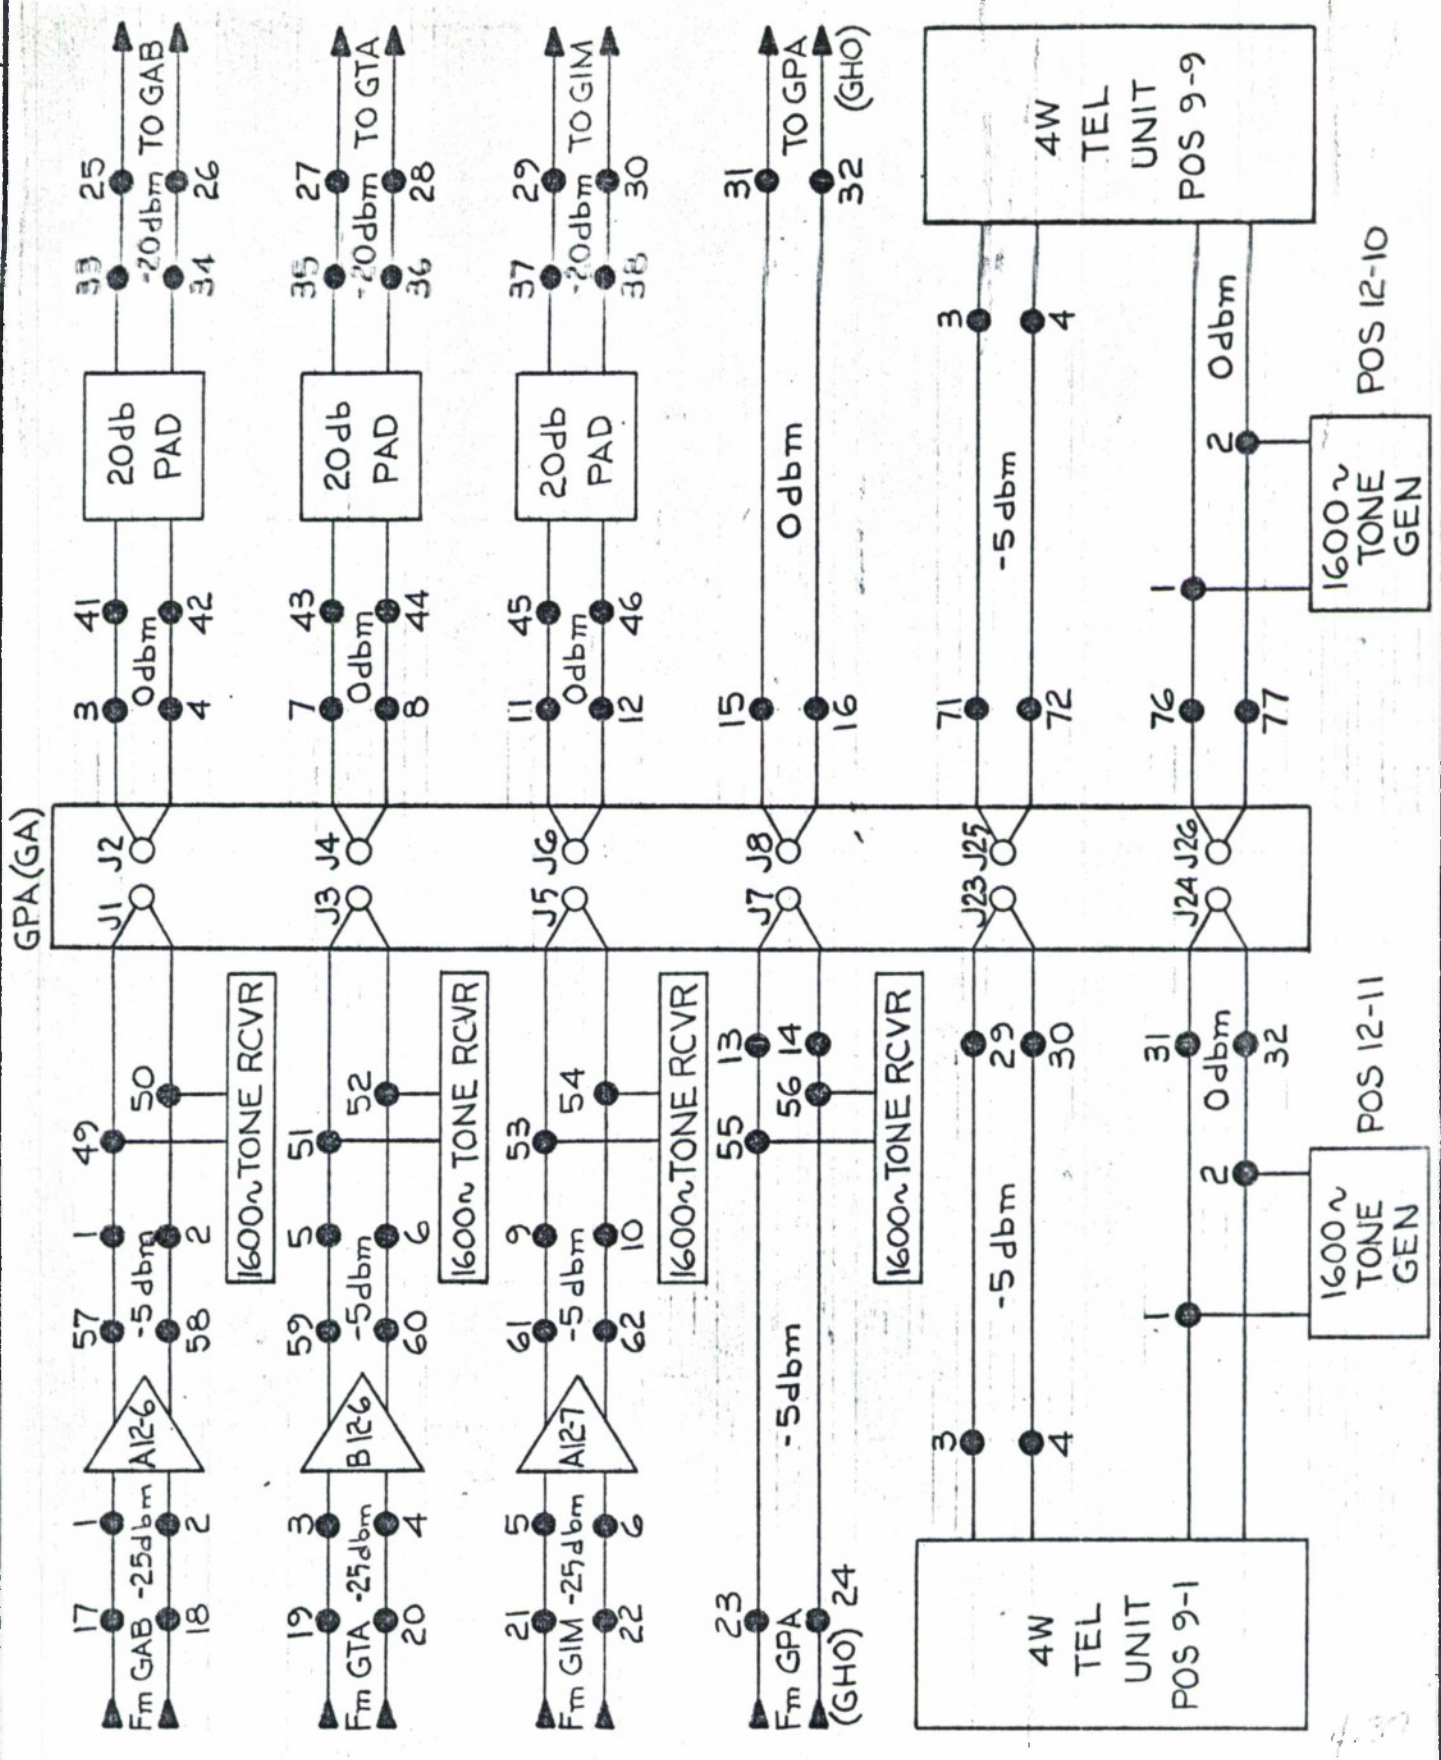 GPA(GA)
17 1 57 1 49 J1 J2 3 41 33 25
Fm GAB -25dbm A12-6 -5dbm 50 0dbm 20db PAD -20dbm TO GAB
18 2 58 2 4 42 34 26
1600~TONE RCVR
19 3 59 5 51 J3 J4 7 43 35 27
Fm GTA -25dbm B12-6 -5dbm 52 0dbm 20db PAD -20dbm TO GTA
20 4 60 6 8 44 36 28
1600~ TONE RCVR
21 5 61 9 53 J5 J6 11 45 37 29
Fm GIM -25dbm A12-7 -5dbm 54 0dbm 20db PAD -20dbm TO GIM
22 6 62 10 12 46 38 30
1600~TONE RCVR
23 55 13 J7 J8 15 31
Fm GPA -5dbm 56 14 0dbm TO GPA
(GHO) 24 16 32 (GHO)
1600~TONE RCVR
3 J23 J25 71 3
-5dbm 29 -5dbm
4 30 72 4
4W
TEL
UNIT
POS 9-1
4W
TEL
UNIT
POS 9-9
1 31 J24 J26 76 1
2 0dbm 2 0dbm
32 77
1600~
TONE
GEN
POS 12-11
1600~
TONE
GEN
POS 12-10